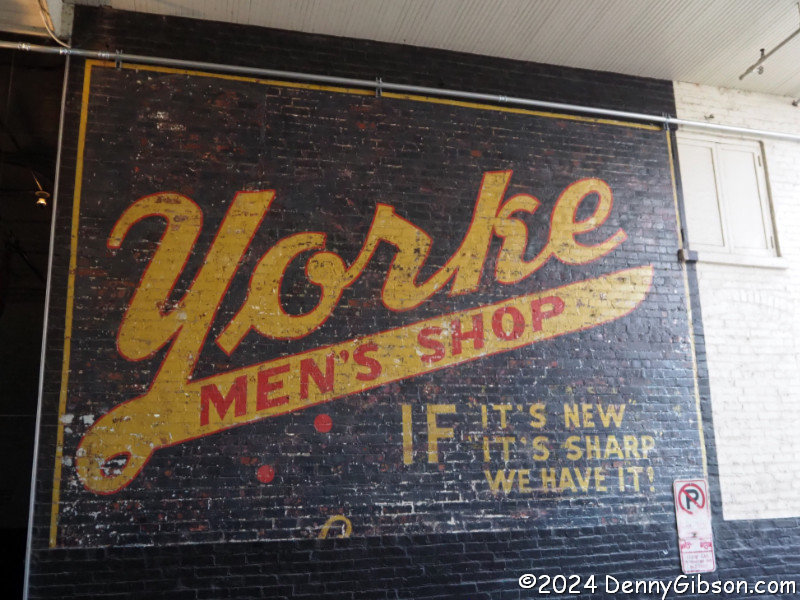 Yorke
MEN'S SHOP
IF "IT'S NEW"
"IT'S SHARP"
WE HAVE IT!
P
©2024 DennyGibson.com